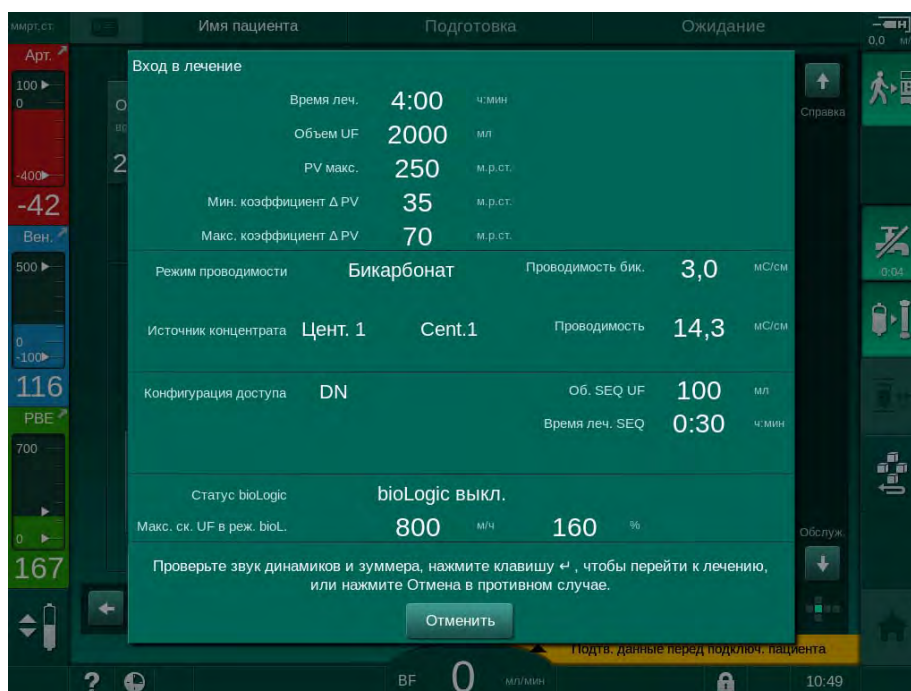 ммрт.ст.
Имя пациента
Подготовка
Ожидание
0,0
Арт.
100
0
-400
-42
Вен.
500
0
-100
116
PBE
700
0
167
Вход в лечение
Время леч. 4:00 ч:мин
Объем UF 2000 мл
PV макс. 250 м.р.ст.
Мин. коэффициент Δ PV 35 м.р.ст.
Макс. коэффициент Δ PV 70 м.р.ст.
Режим проводимости Бикарбонат Проводимость бик. 3,0 мС/см
Источник концентрата Цент. 1 Cent.1 Проводимость 14,3 мС/см
Конфигурация доступа DN Об. SEQ UF 100 мл
Время леч. SEQ 0:30 ч:мин
Статус bioLogic bioLogic выкл.
Макс. ск. UF в реж. bioL. 800 м/ч 160 %
Проверьте звук динамиков и зуммера, нажмите клавишу ↵ , чтобы перейти к лечению,
или нажмите Отмена в противном случае.
Отменить
Справка
Обслуж.
0:04
Подтв. данные перед подключ. пациента
? BF 0 мл/мин 10:49